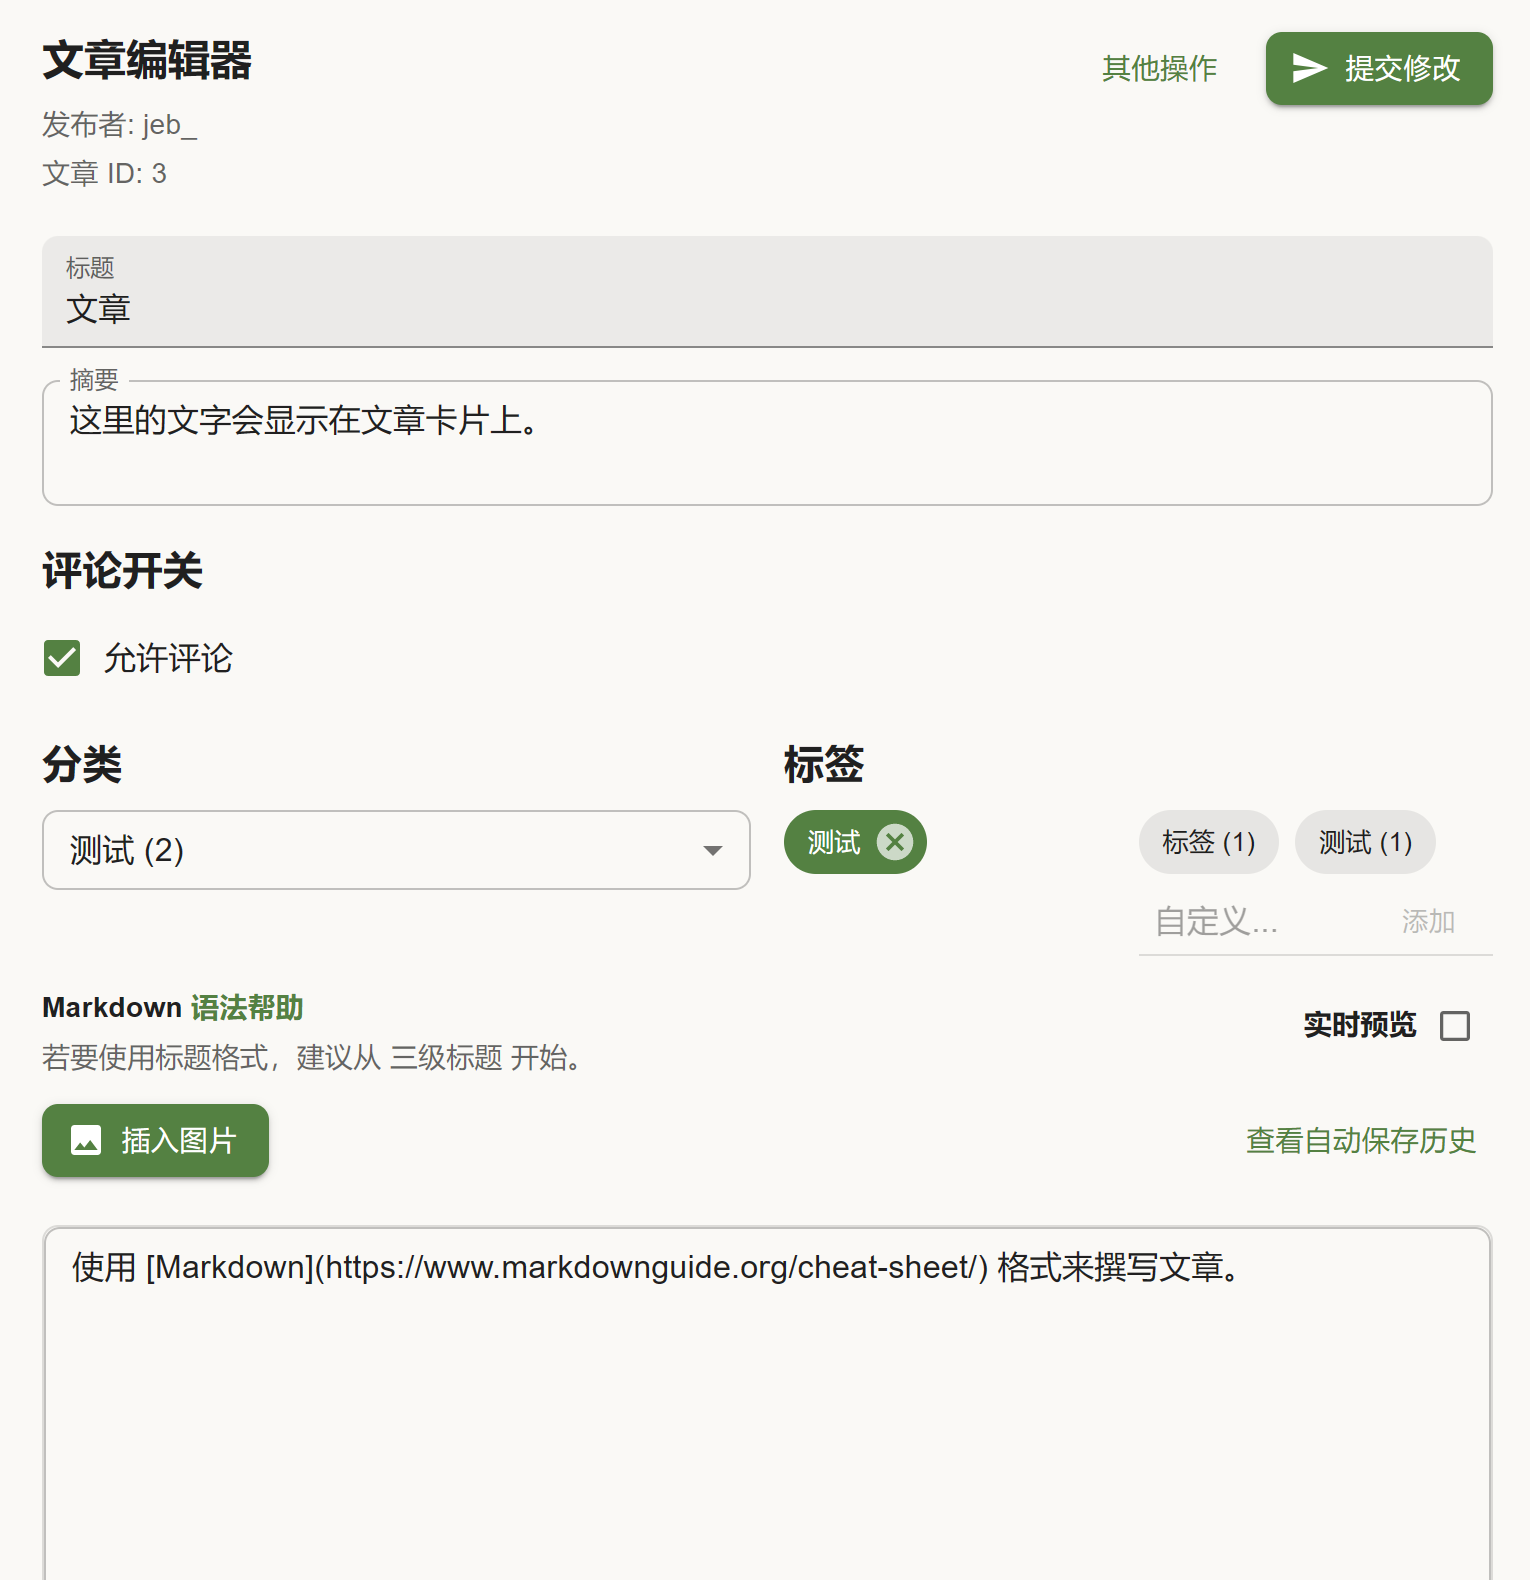 文章编辑器
其他操作
提交修改
发布者: jeb_
文章 ID: 3
标题
文章
摘要
这里的文字会显示在文章卡片上。
评论开关
允许评论
分类
标签
测试 (2)
测试
标签 (1)
测试 (1)
自定义...
添加
Markdown 语法帮助
实时预览
若要使用标题格式，建议从 三级标题 开始。
插入图片
查看自动保存历史
使用 [Markdown](https://www.markdownguide.org/cheat-sheet/) 格式来撰写文章。